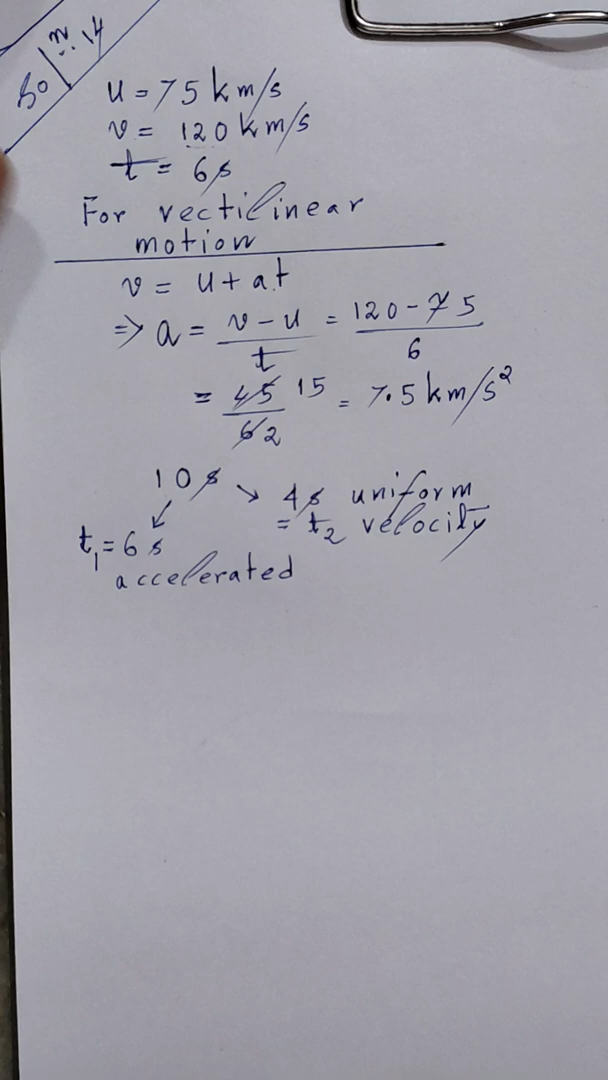 Sol n:. 14
u = 75 km/s
v = 120 km/s
t = 6s
For rectilinear
motion
v = u + at
⇒ a = v - u / t = 120 - 75 / 6
= 45 15 / 6 2 = 7.5 km/s²
10s
↙ ↘ 4s uniform
t₁ = 6s = t₂ velocity
accelerated